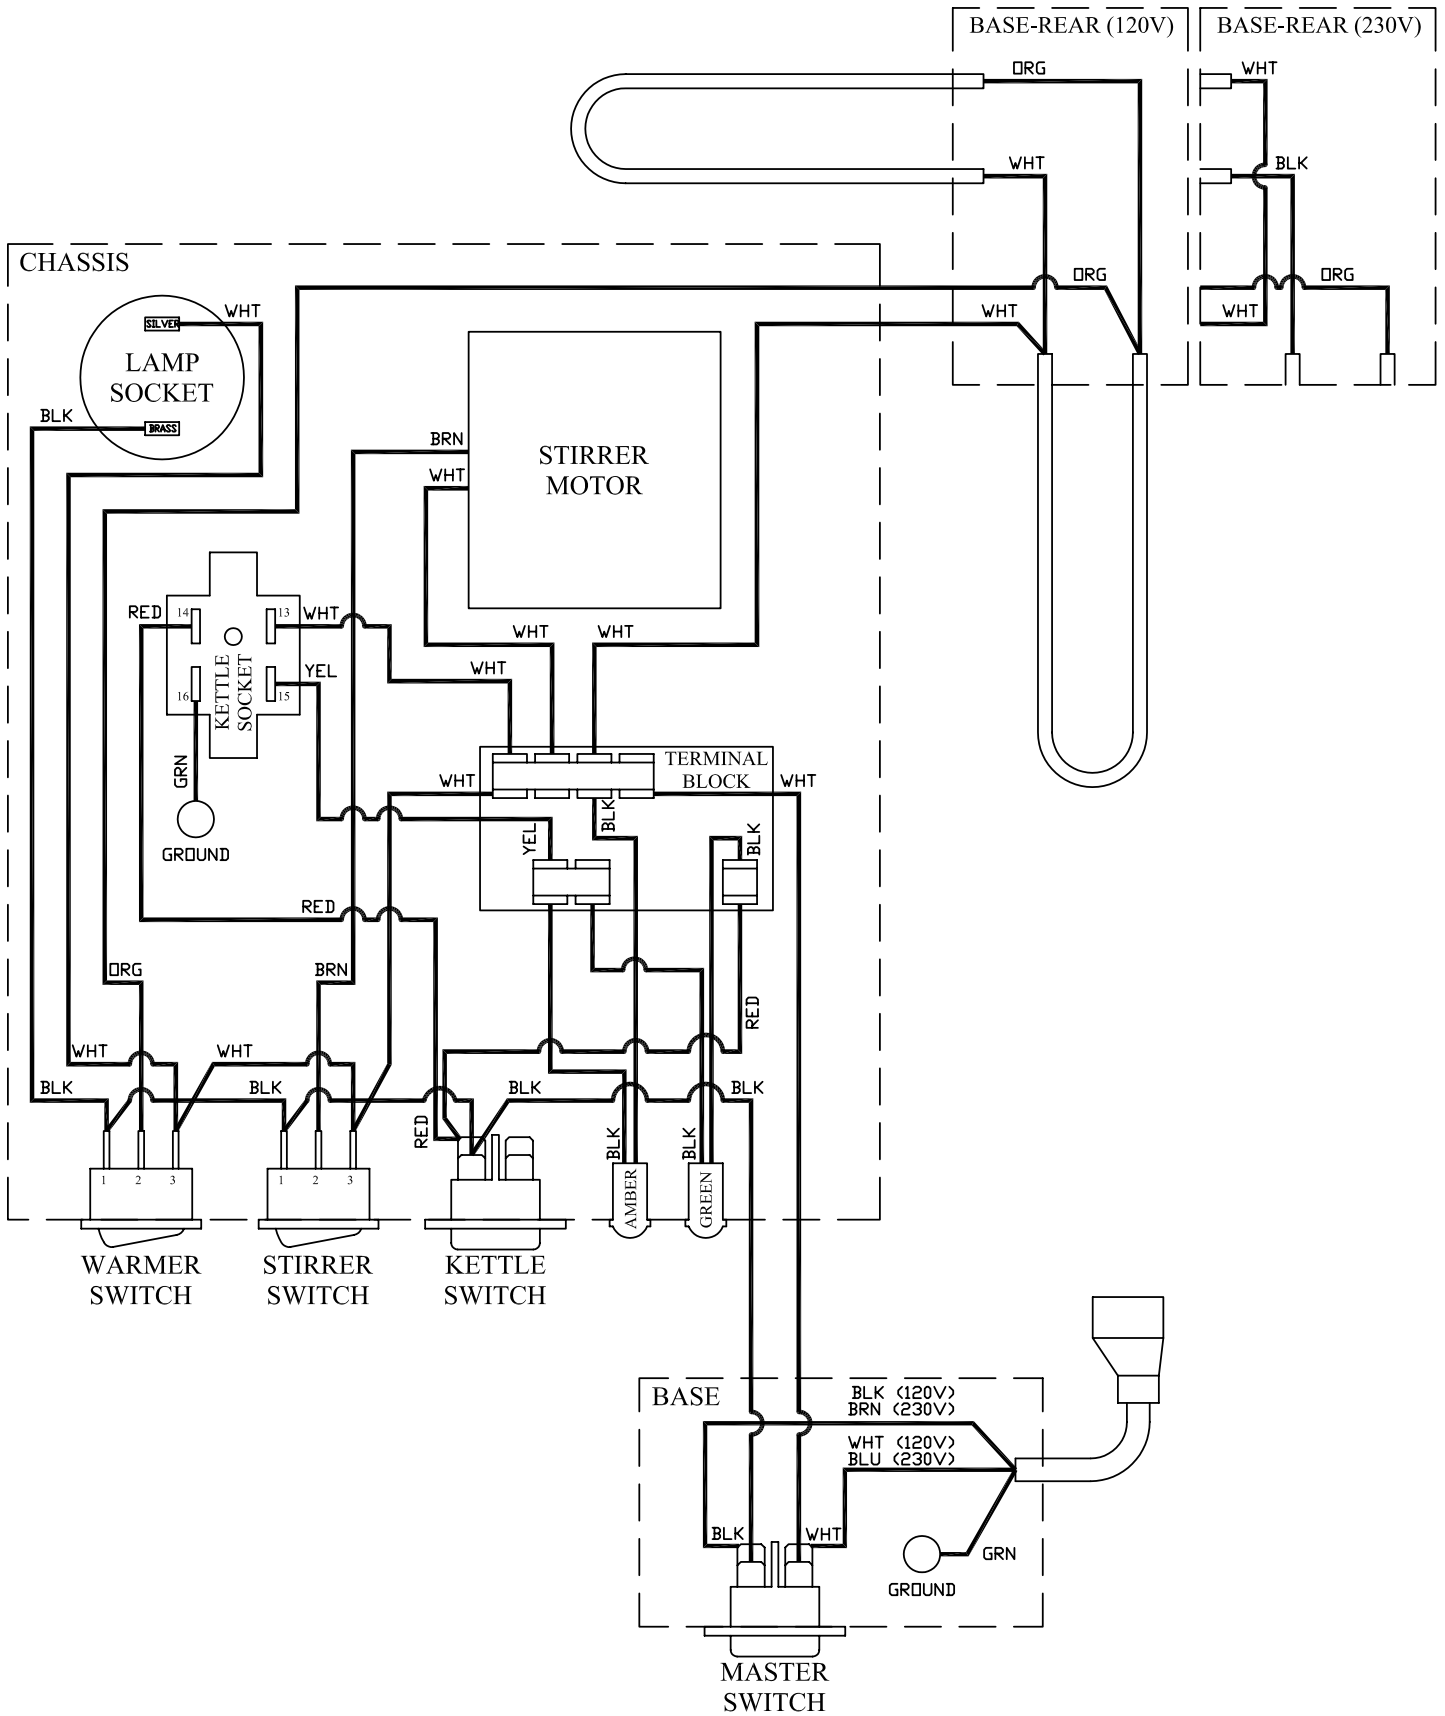 BASE-REAR (120V)
BASE-REAR (230V)
ORG
WHT
WHT
BLK
CHASSIS
ORG
ORG
WHT
WHT
WHT
SILVER
LAMP
SOCKET
BLK
BRASS
BRN
WHT
STIRRER
MOTOR
RED
14
13
WHT
WHT
WHT
WHT
YEL
16
15
KETTLE
SOCKET
GRN
GROUND
WHT
TERMINAL
BLOCK
WHT
BLK
YEL
BLK
RED
ORG
BRN
RED
WHT
WHT
BLK
BLK
BLK
BLK
RED
BLK
BLK
1
2
3
1
2
3
AMBER
GREEN
WARMER
SWITCH
STIRRER
SWITCH
KETTLE
SWITCH
BASE
BLK (120V)
BRN (230V)
WHT (120V)
BLU (230V)
BLK
WHT
GRN
GROUND
MASTER
SWITCH